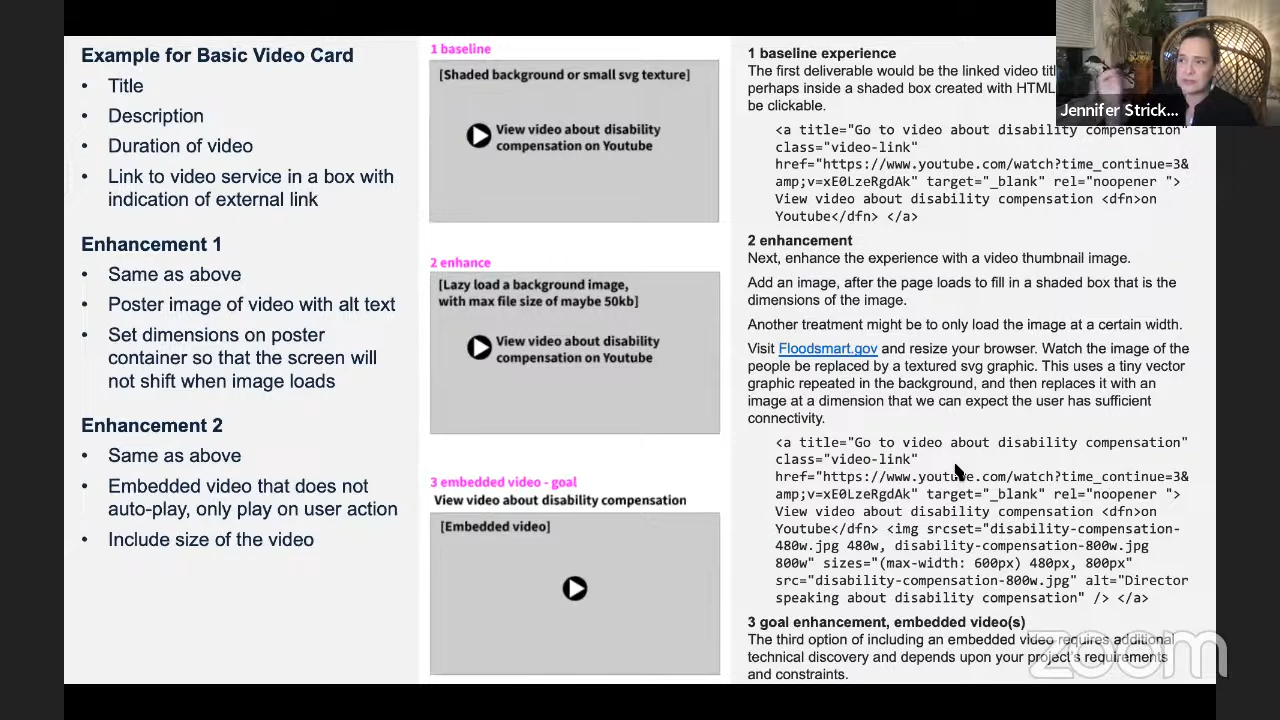 Example for Basic Video Card
• Title
• Description
• Duration of video
• Link to video service in a box with
indication of external link
Enhancement 1
• Same as above
• Poster image of video with alt text
• Set dimensions on poster
container so that the screen will
not shift when image loads
Enhancement 2
• Same as above
• Embedded video that does not
auto-play, only play on user action
• Include size of the video
1 baseline
[Shaded background or small svg texture]
View video about disability
compensation on Youtube
2 enhance
[Lazy load a background image,
with max file size of maybe 50kb]
View video about disability
compensation on Youtube
3 embedded video - goal
View video about disability compensation
[Embedded video]
1 baseline experience
The first deliverable would be the linked video
perhaps inside a shaded box created with HTML
be clickable.
<a title="Go to video about disability compensation"
class="video-link"
href="https://www.youtube.com/watch?time_continue=3&
amp;v=xE0LzeRgdAk" target="_blank" rel="noopener ">
View video about disability compensation <dfn>on
Youtube</dfn> </a>
2 enhancement
Next, enhance the experience with a video thumbnail image.
Add an image, after the page loads to fill in a shaded box that is the
dimensions of the image.
Another treatment might be to only load the image at a certain width.
Visit Floodsmart.gov and resize your browser. Watch the image of the
people be replaced by a textured svg graphic. This uses a tiny vector
graphic repeated in the background, and then replaces it with an
image at a dimension that we can expect the user has sufficient
connectivity.
<a title="Go to video about disability compensation"
class="video-link"
href="https://www.youtube.com/watch?time_continue=3&
amp;v=xE0LzeRgdAk" target="_blank" rel="noopener ">
View video about disability compensation <dfn>on
Youtube</dfn> <img srcset="disability-compensation-
480w.jpg 480w, disability-compensation-800w.jpg
800w" sizes="(max-width: 600px) 480px, 800px"
src="disability-compensation-800w.jpg" alt="Director
speaking about disability compensation" /> </a>
3 goal enhancement, embedded video(s)
The third option of including an embedded video requires additional
technical discovery and depends upon your project's requirements
and constraints.
Jennifer Strick...
zoom